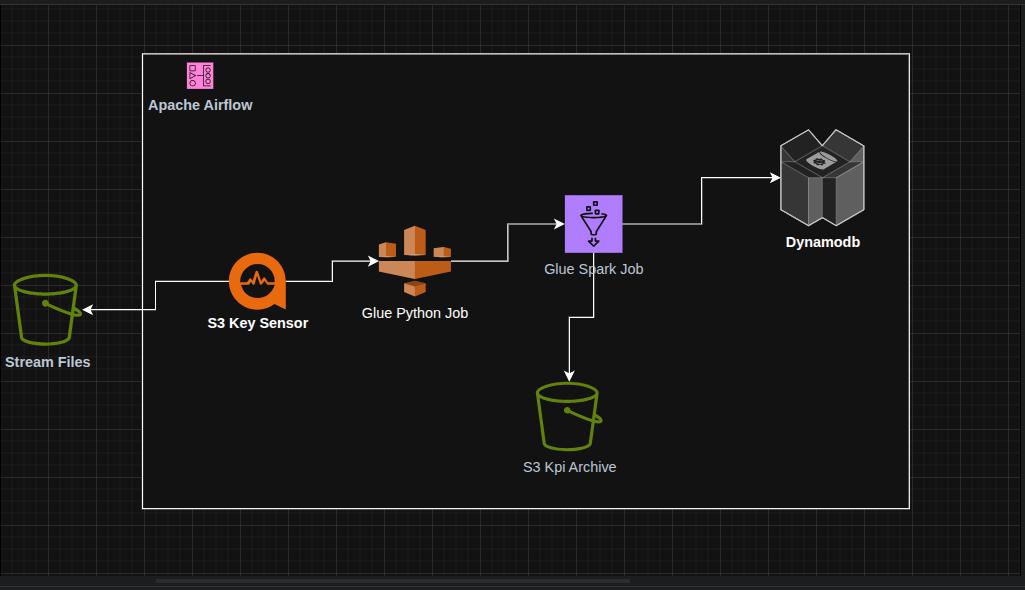 Apache Airflow
Dynamodb
Glue Spark Job
Glue Python Job
S3 Key Sensor
Stream Files
S3 Kpi Archive